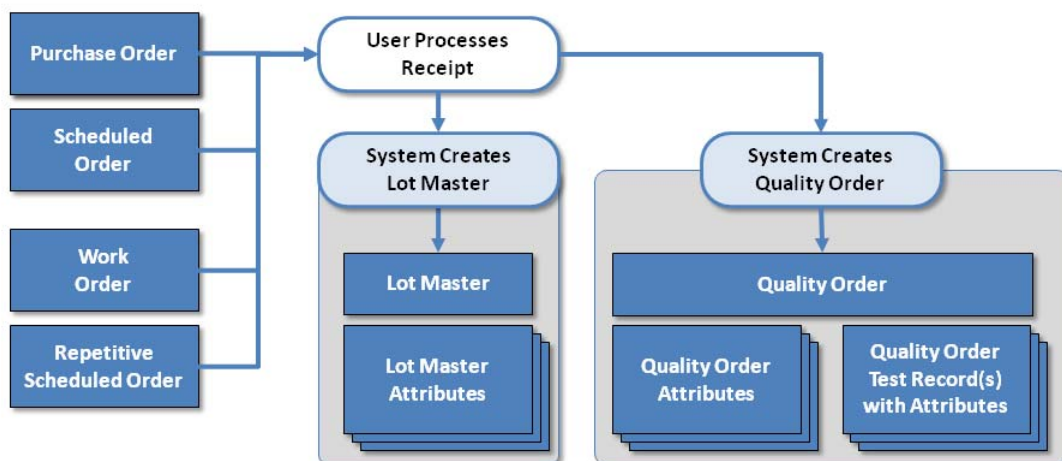 Purchase Order
Scheduled
Order
Work
Order
Repetitive
Scheduled Order
User Processes
Receipt
System Creates
Lot Master
Lot Master
Lot Master
Attributes
System Creates
Quality Order
Quality Order
Quality Order
Attributes
Quality Order
Test Record(s)
with Attributes